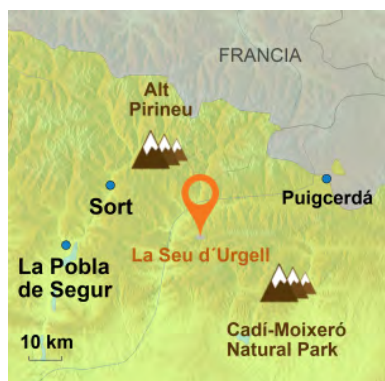 FRANCIA
Alt
Pirineu
Sort
Puigcerdá
La Seu d´Urgell
La Pobla
de Segur
10 km
Cadí-Moixeró
Natural Park